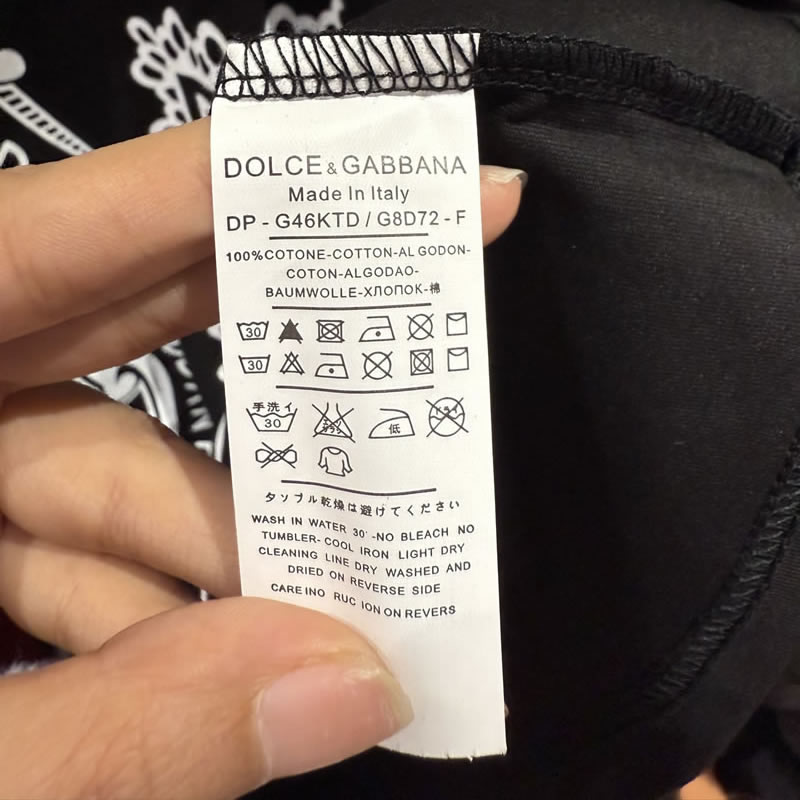 DOLCE & GABBANA
Made In Italy
DP - G46KTD / G8D72 - F
100%COTONE-COTTON-ALGODON-
COTON-ALGODAO-
BAUMWOLLE-ХЛОПОК-棉
30
30
手洗イ
30
低
タンブル乾燥は避けてください
WASH IN WATER 30° -NO BLEACH NO
TUMBLER- COOL IRON LIGHT DRY
CLEANING LINE DRY WASHED AND
DRIED ON REVERSE SIDE
CARE INO RUC ION ON REVERS